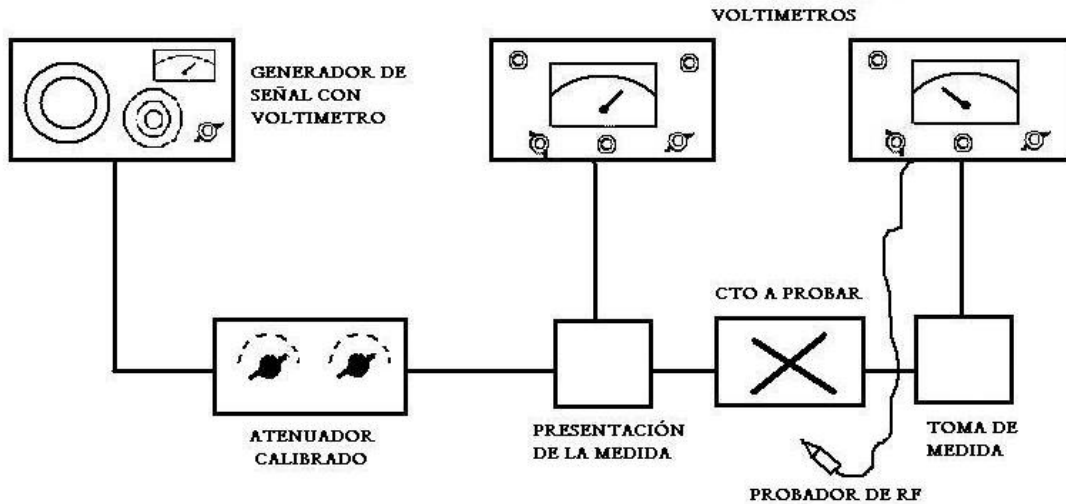 VOLTIMETROS
GENERADOR DE
SEÑAL CON
VOLTIMETRO
CTO A PROBAR
ATENUADOR
CALIBRADO
PRESENTACIÓN
DE LA MEDIDA
TOMA DE
MEDIDA
PROBADOR DE RF